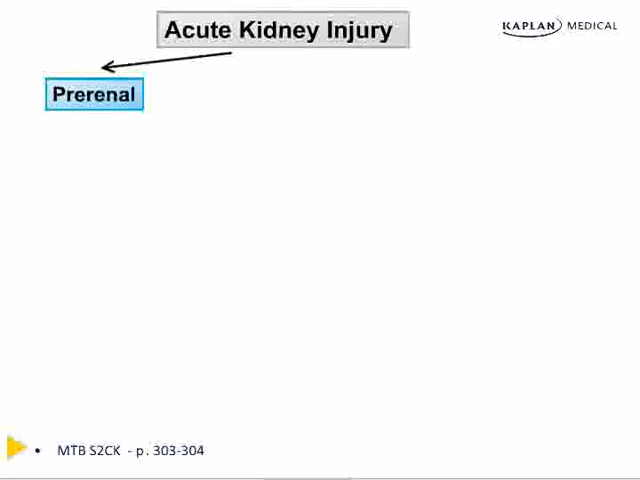 Acute Kidney Injury
KAPLAN MEDICAL
Prerenal
• MTB S2CK - p. 303-304